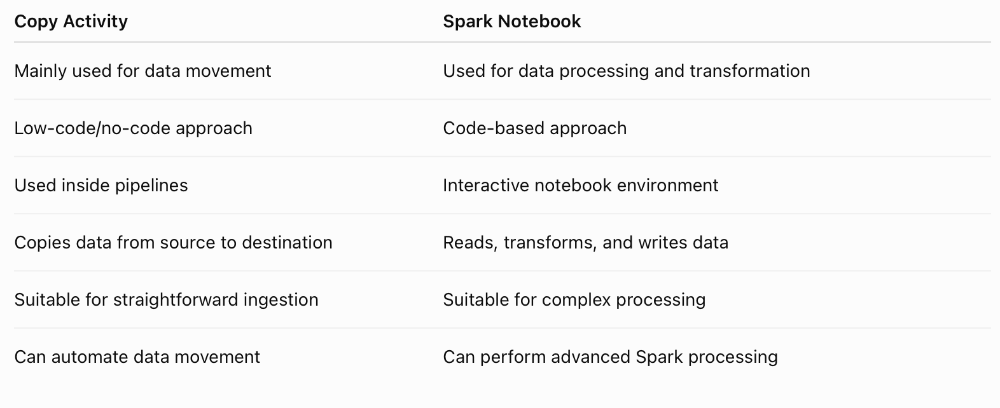 Copy Activity Spark Notebook
Mainly used for data movement Used for data processing and transformation
Low-code/no-code approach Code-based approach
Used inside pipelines Interactive notebook environment
Copies data from source to destination Reads, transforms, and writes data
Suitable for straightforward ingestion Suitable for complex processing
Can automate data movement Can perform advanced Spark processing